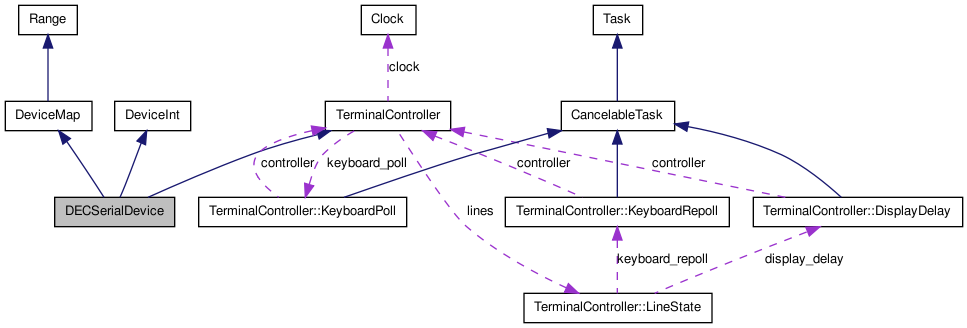 Range
Clock
Task
clock
DeviceMap
DeviceInt
TerminalController
CancelableTask
controller
keyboard_poll
controller
controller
DECSerialDevice
TerminalController::KeyboardPoll
lines
TerminalController::KeyboardRepoll
TerminalController::DisplayDelay
keyboard_repoll
display_delay
TerminalController::LineState